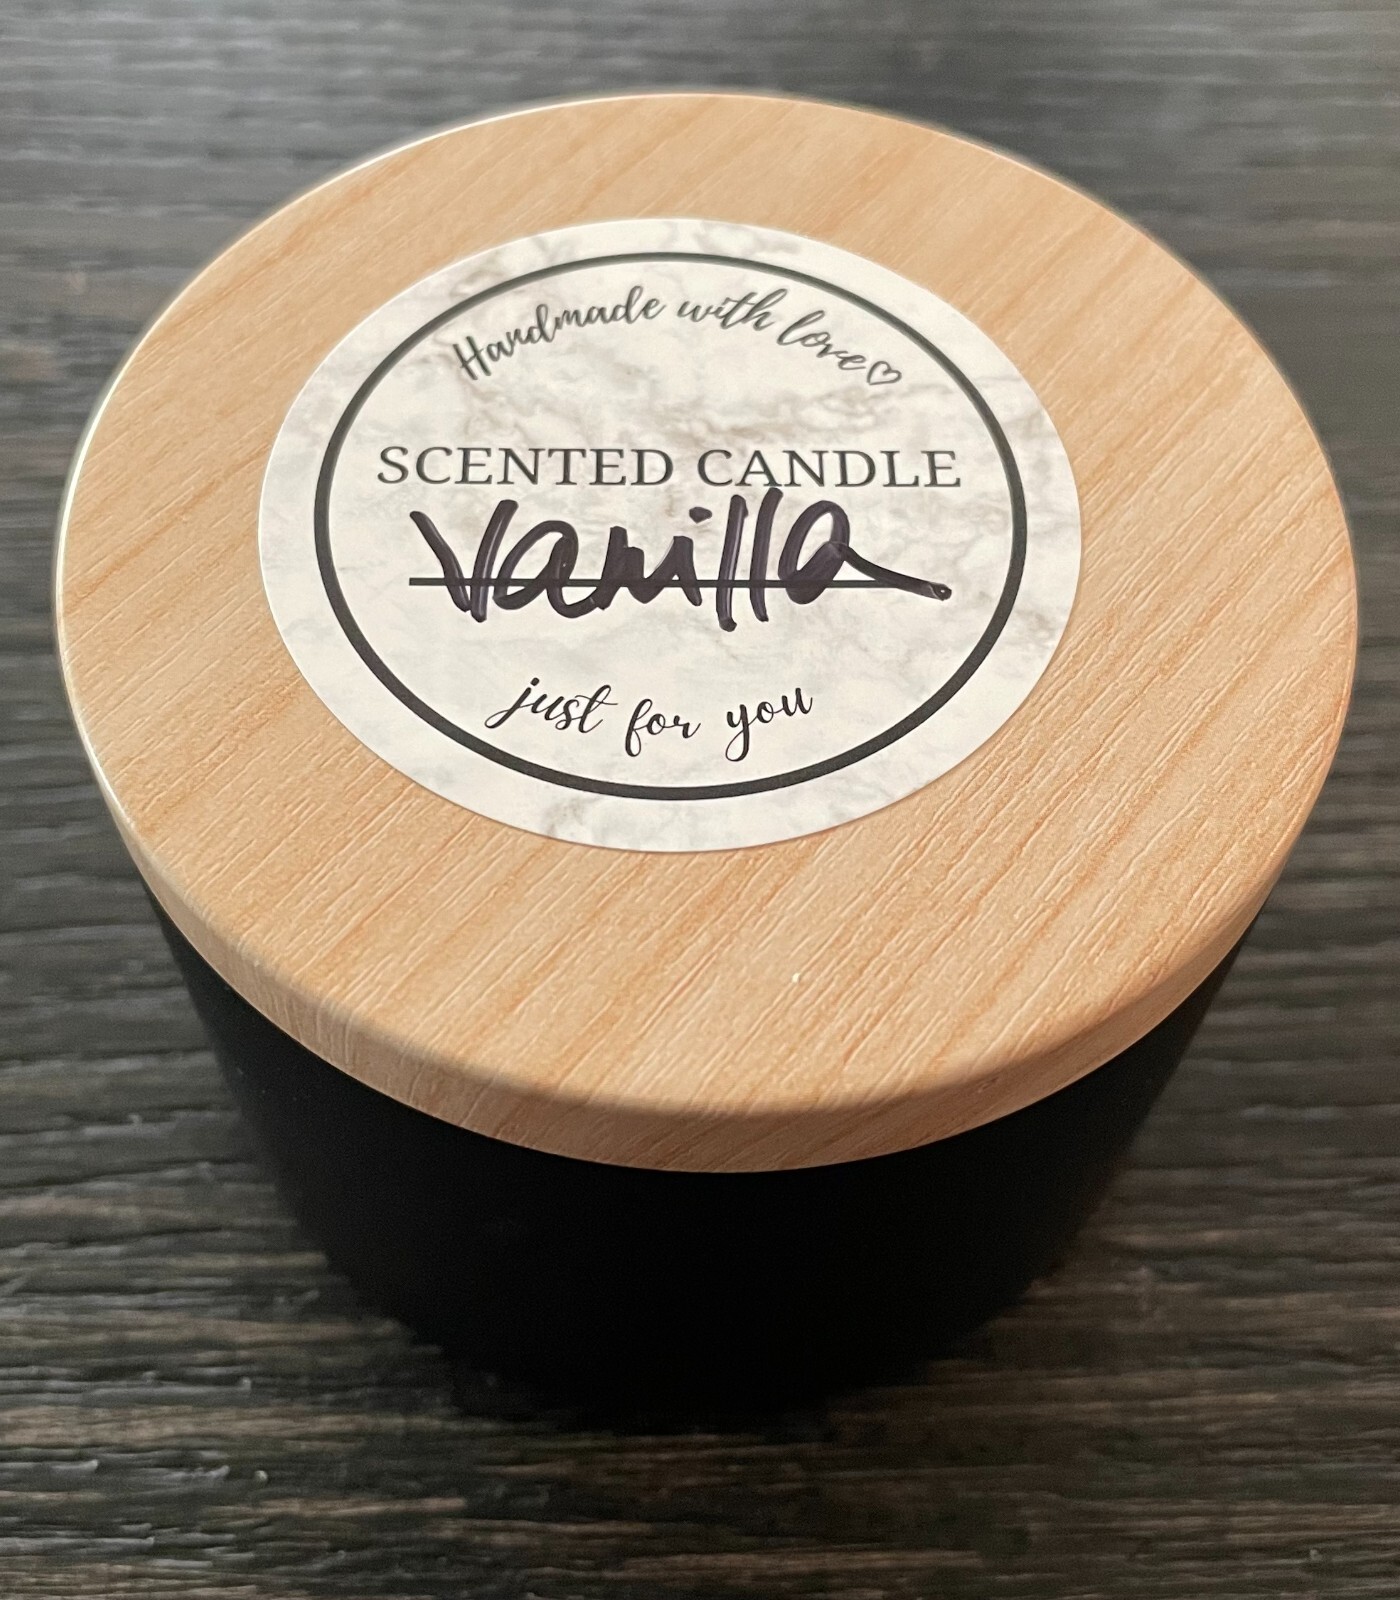 Handmade with love♡
SCENTED CANDLE
Vanilla
just for you